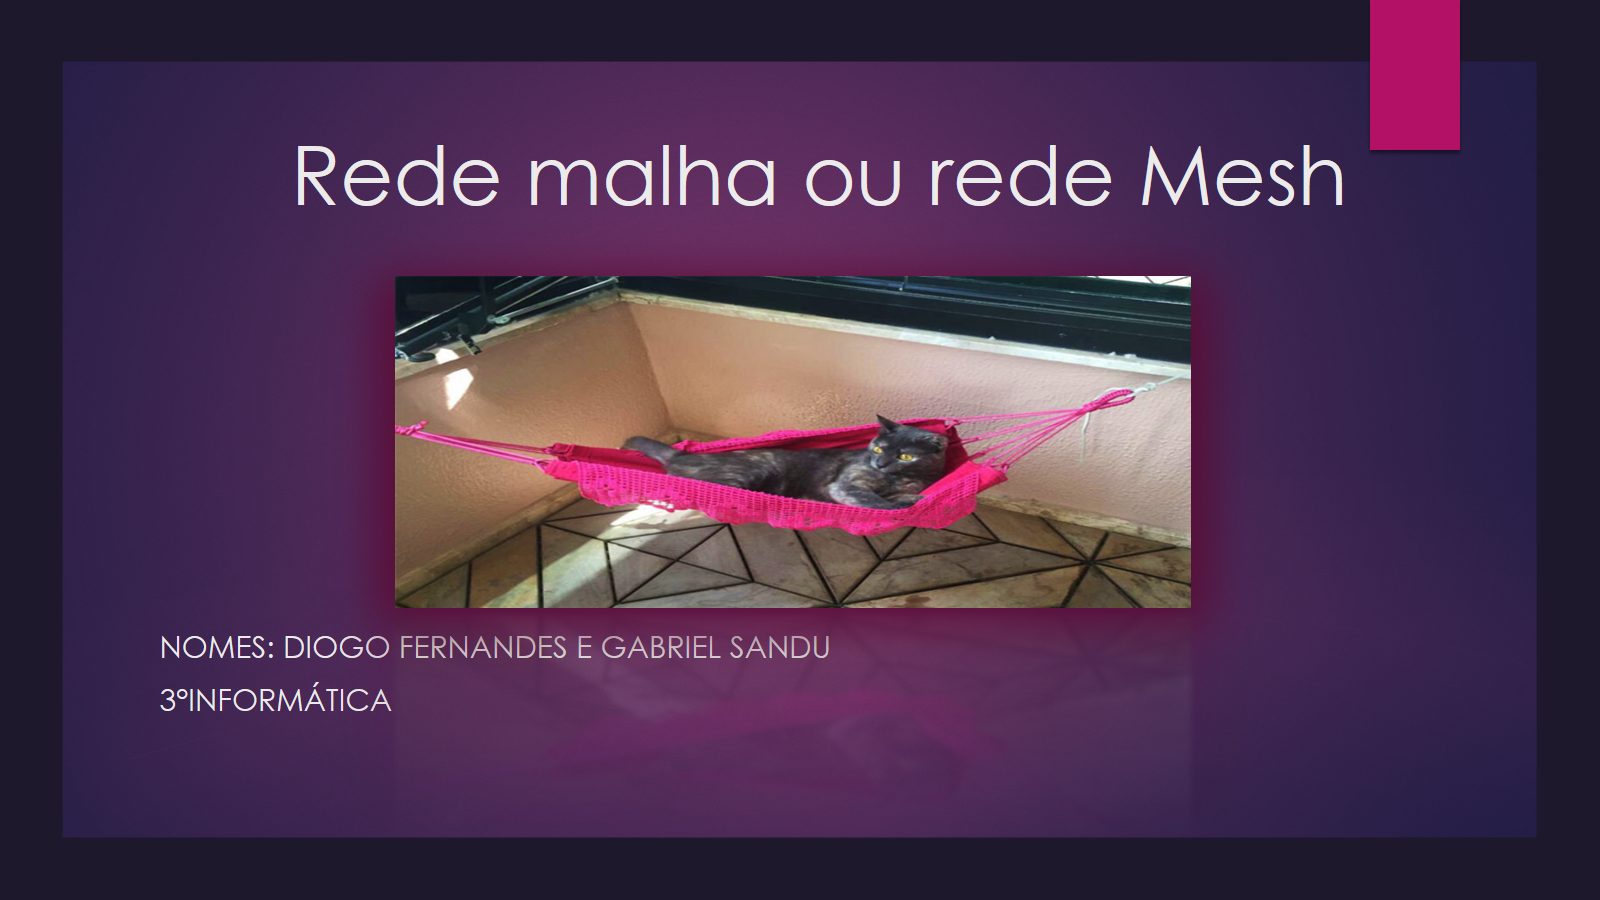 Rede malha ou rede Mesh
NOMES: DIOGO FERNANDES E GABRIEL SANDU
3ºINFORMÁTICA